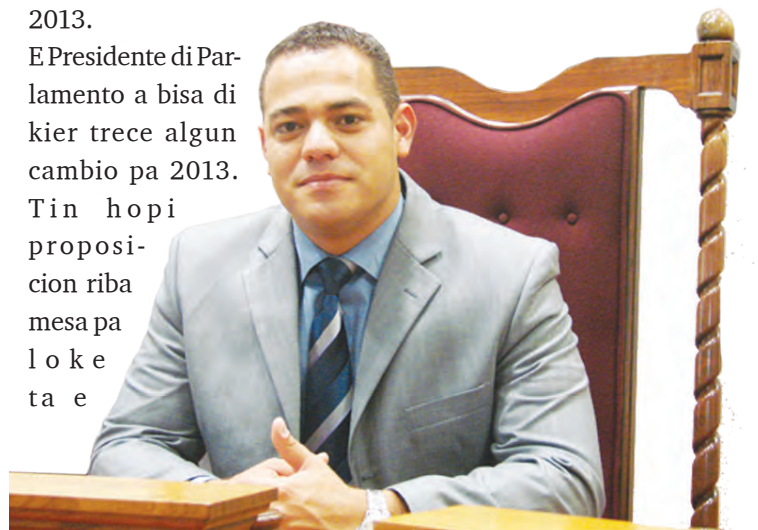 2013.
E Presidente di Par-
lamento a bisa di
kier trece algun
cambio pa 2013.
Tin hopi
proposi-
cion riba
mesa pa
loke
ta e